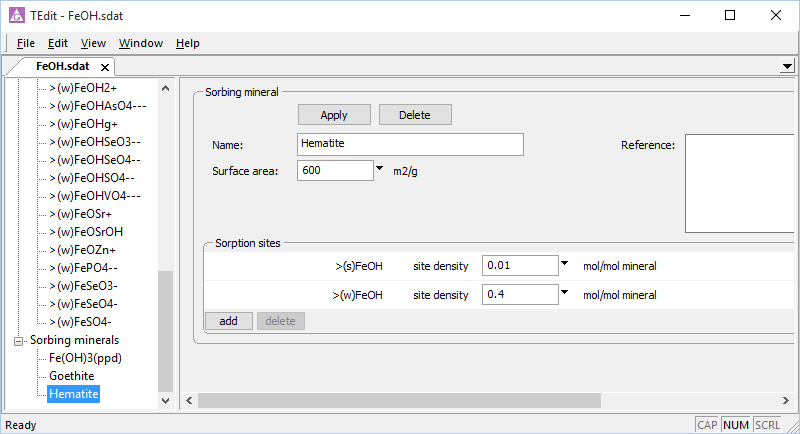 TEdit - FeOH.sdat
File Edit View Window Help
FeOH.sdat
>(w)FeOH2+
>(w)FeOHAsO4---
>(w)FeOHg+
>(w)FeOHSeO3--
>(w)FeOHSeO4--
>(w)FeOHSO4--
>(w)FeOHVO4---
>(w)FeOSr+
>(w)FeOSrOH
>(w)FeOZn+
>(w)FePO4--
>(w)FeSeO3-
>(w)FeSeO4-
>(w)FeSO4-
Sorbing minerals
Fe(OH)3(ppd)
Goethite
Hematite
Sorbing mineral
Apply Delete
Name: Hematite Reference:
Surface area: 600 m2/g
Sorption sites
>(s)FeOH site density 0.01 mol/mol mineral
>(w)FeOH site density 0.4 mol/mol mineral
add delete
Ready CAP NUM SCRL